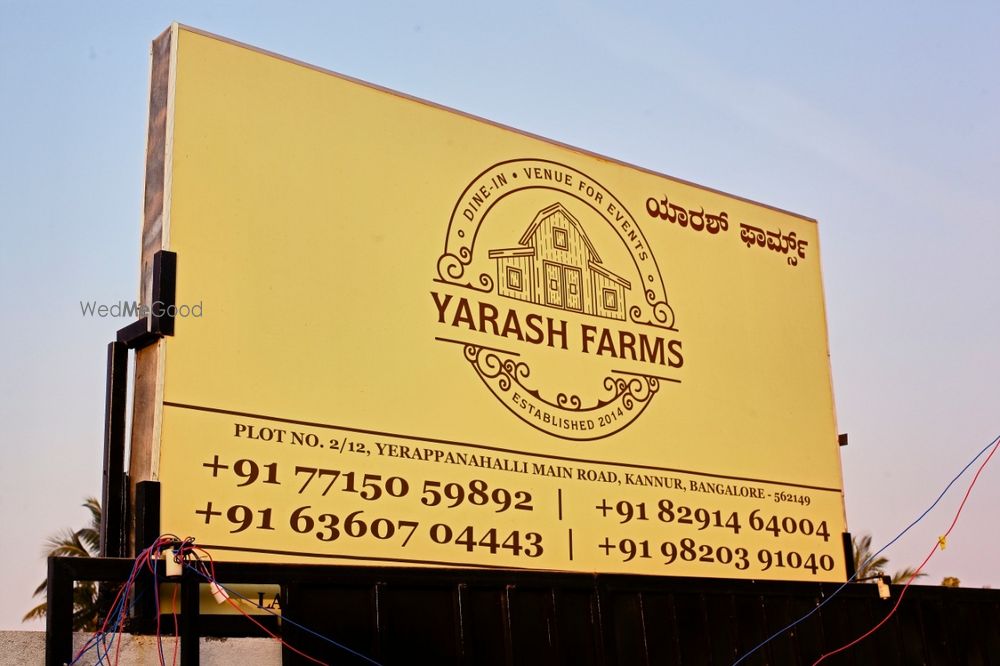 DINE-IN • VENUE FOR EVENTS
ಯಾರಶ್ ಫಾರ್ಮ್ಸ್
YARASH FARMS
ESTABLISHED 2014
PLOT NO. 2/12, YERAPPANAHALLI MAIN ROAD, KANNUR, BANGALORE - 562149
+91 77150 59892 | +91 82914 64004
+91 63607 04443 | +91 98203 91040
WedMeGood